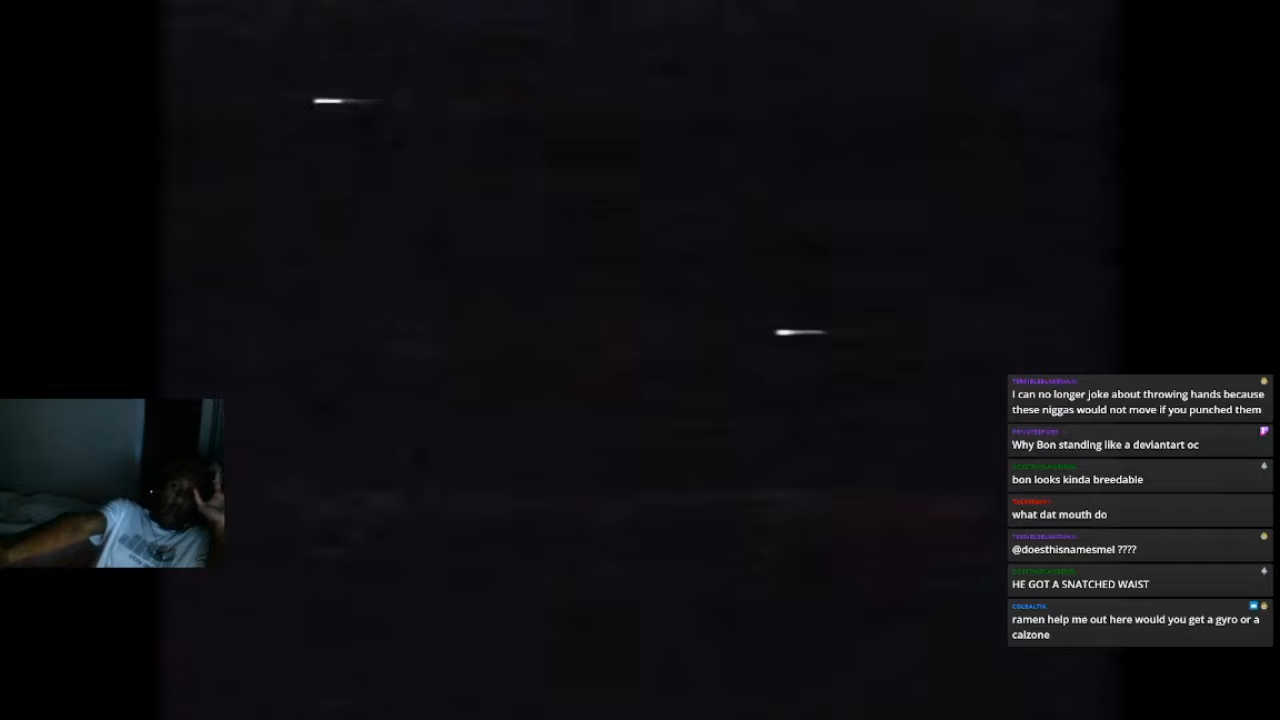 I can no longer joke about throwing hands because
these niggas would not move if you punched them
Why Bon standing like a deviantart oc
bon looks kinda breedable
what dat mouth do
@doesthisnamesmel ????
HE GOT A SNATCHED WAIST
COLBALTIK
ramen help me out here would you get a gyro or a
calzone